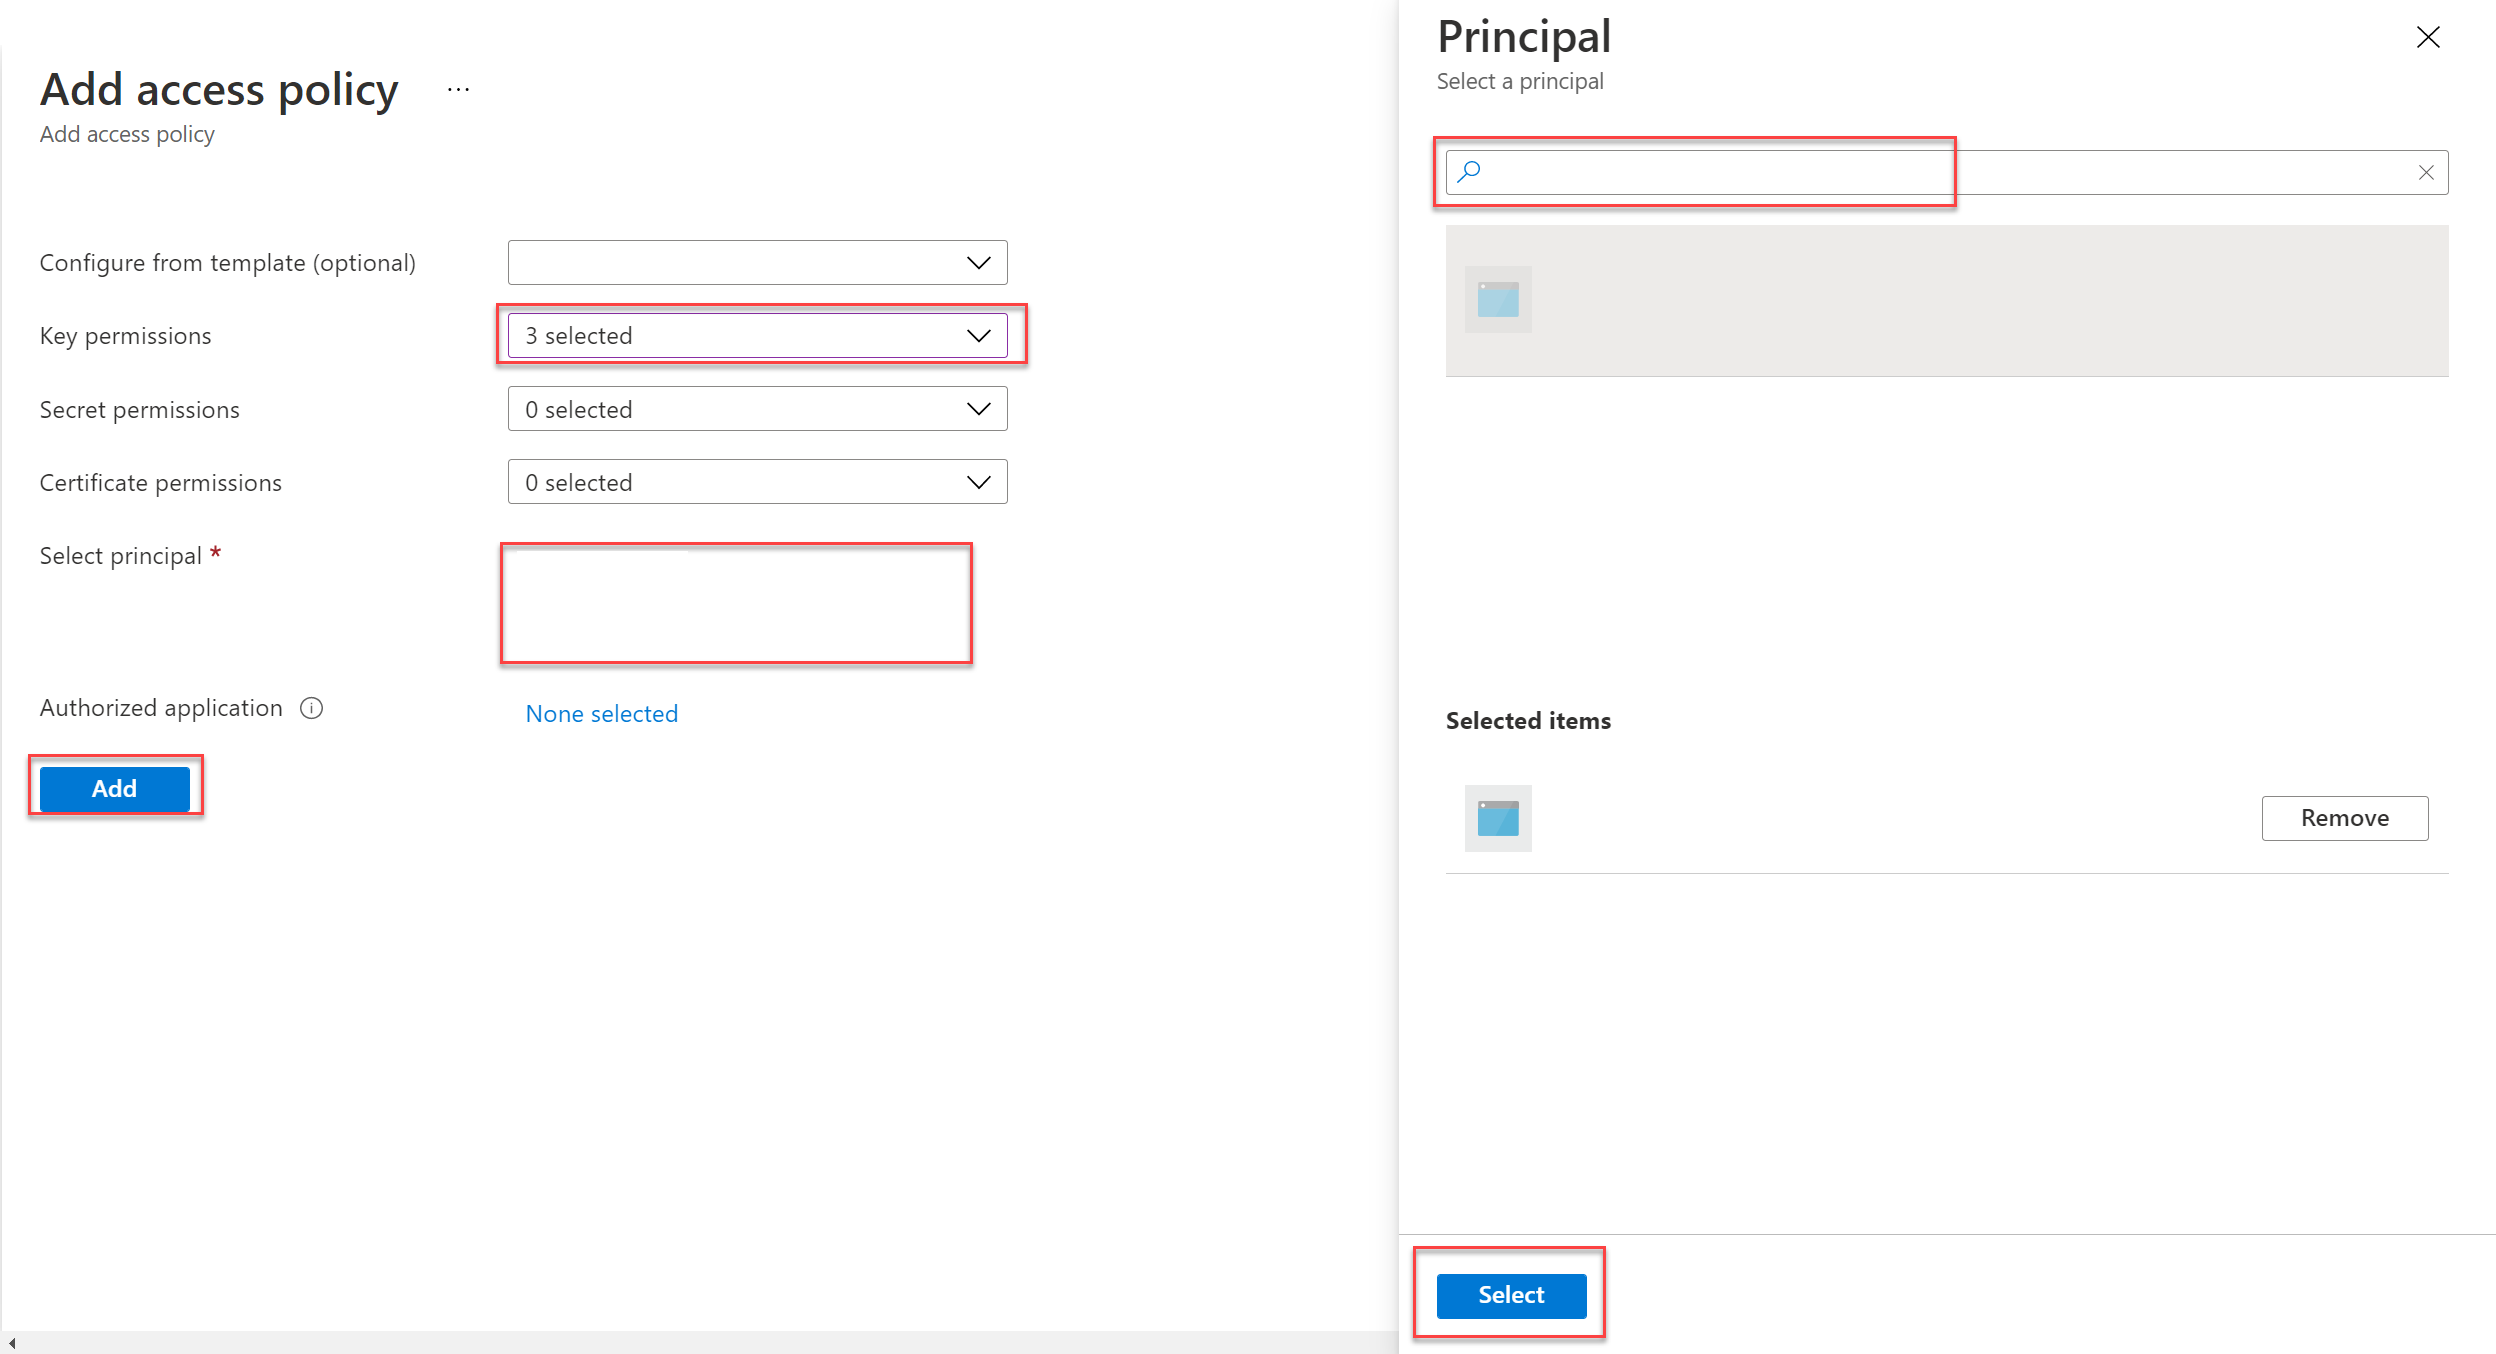 Add access policy ...
Add access policy
Configure from template (optional)
Key permissions
3 selected
Secret permissions
0 selected
Certificate permissions
0 selected
Select principal *
Authorized application
None selected
Add
Principal
Select a principal
Selected items
Remove
Select